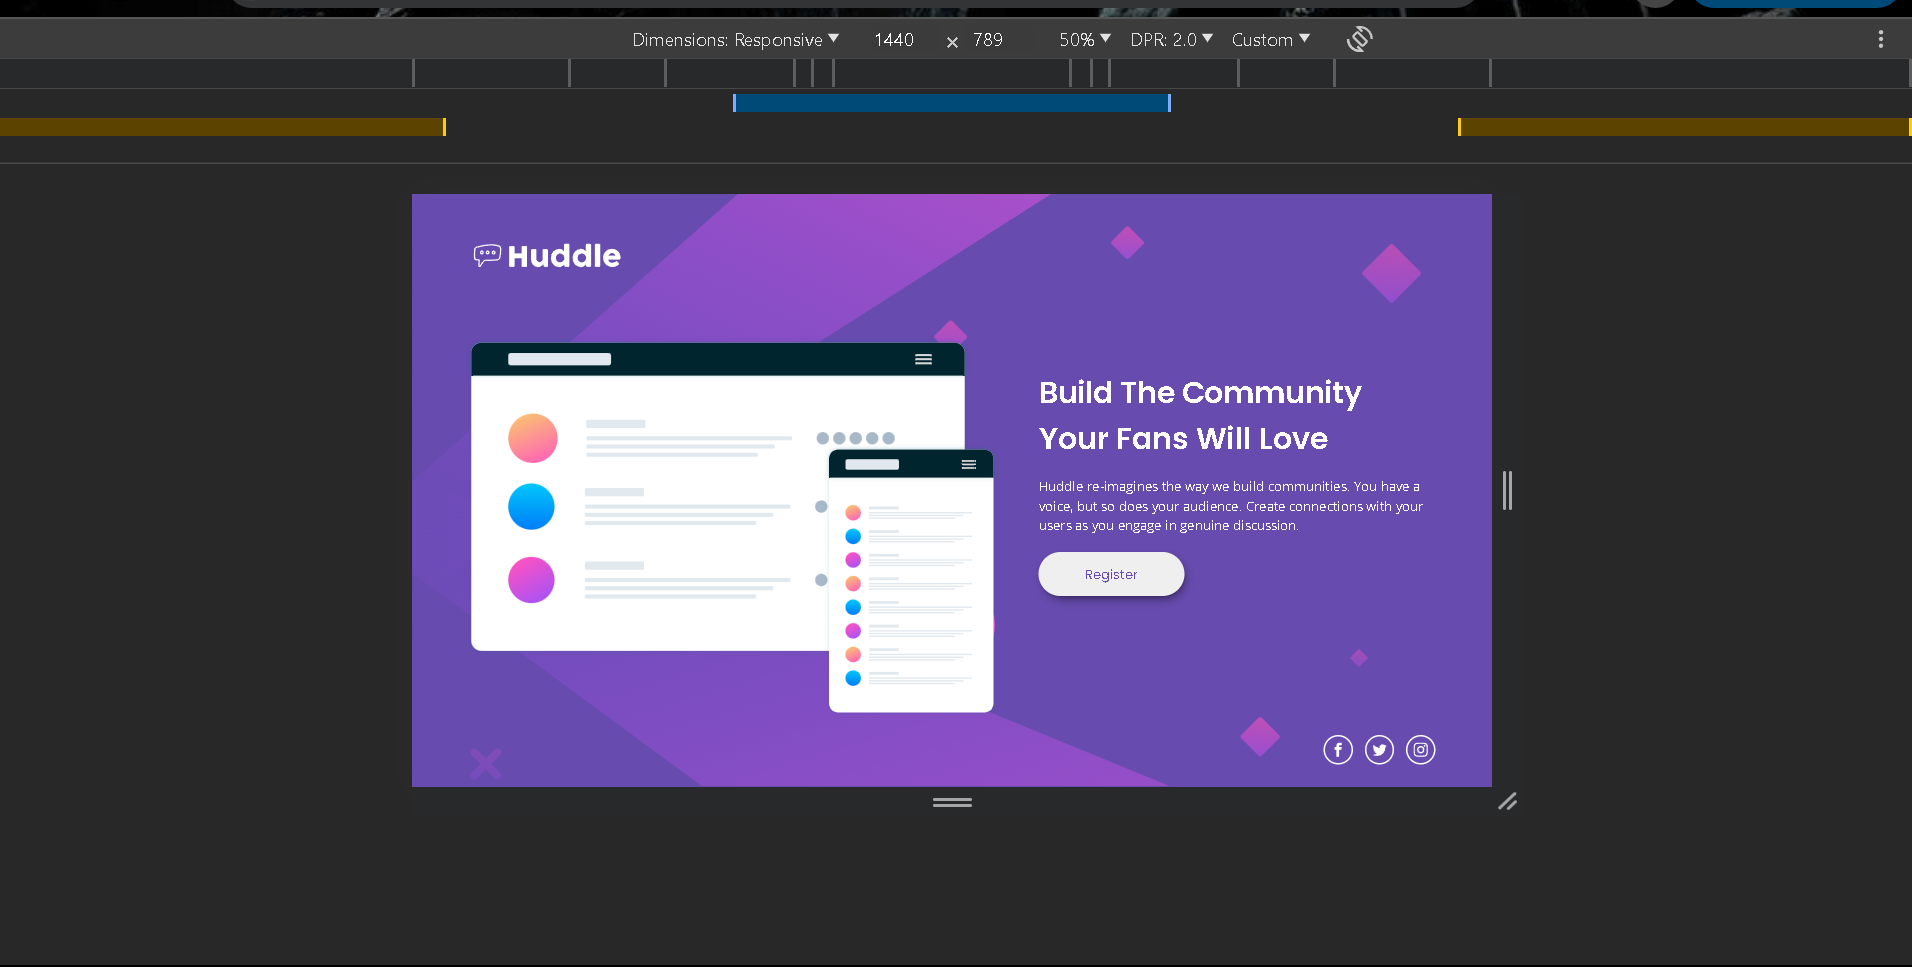 Dimensions: Responsive 1440 × 789 50% DPR: 2.0 Custom
Huddle
Build The Community
Your Fans Will Love
Huddle re-imagines the way we build communities. You have a
voice, but so does your audience. Create connections with your
users as you engage in genuine discussion.
Register